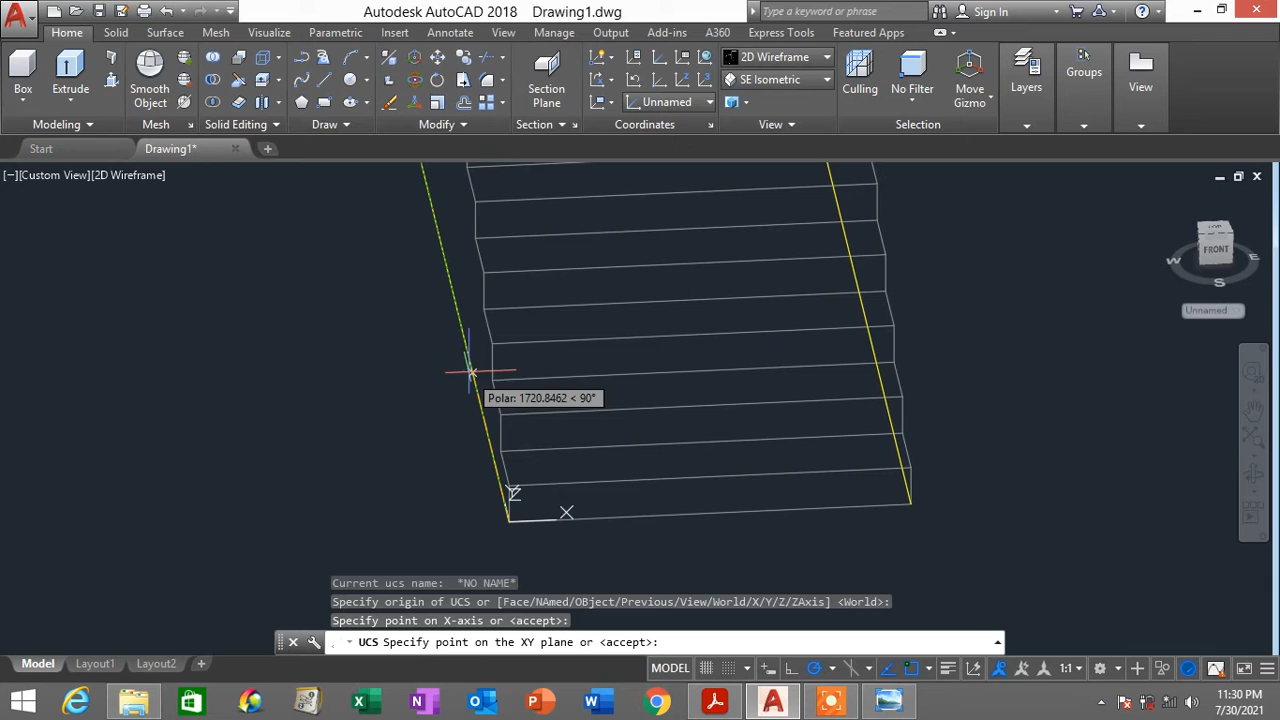 Autodesk AutoCAD 2018 Drawing1.dwg
Type a keyword or phrase
Sign In
Home Solid Surface Mesh Visualize Parametric Insert Annotate View Manage Output Add-ins A360 Express Tools Featured Apps
Box
Extrude
Smooth
Object
Section
Plane
2D Wireframe
SE Isometric
Unnamed
Culling
No Filter
Move
Gizmo
Layers
Groups
View
Modeling
Mesh
Solid Editing
Draw
Modify
Section
Coordinates
View
Selection
Start
Drawing1*
[−][Custom View][2D Wireframe]
TOP
FRONT
W
E
S
Unnamed
Polar: 1720.8462 < 90°
Z
X
Current ucs name: *NO NAME*
Specify origin of UCS or [Face/NAmed/OBject/Previous/View/World/X/Y/Z/ZAxis] <World>:
Specify point on X-axis or <accept>:
UCS Specify point on the XY plane or <accept>:
Model Layout1 Layout2
MODEL
1:1
11:30 PM
7/30/2021